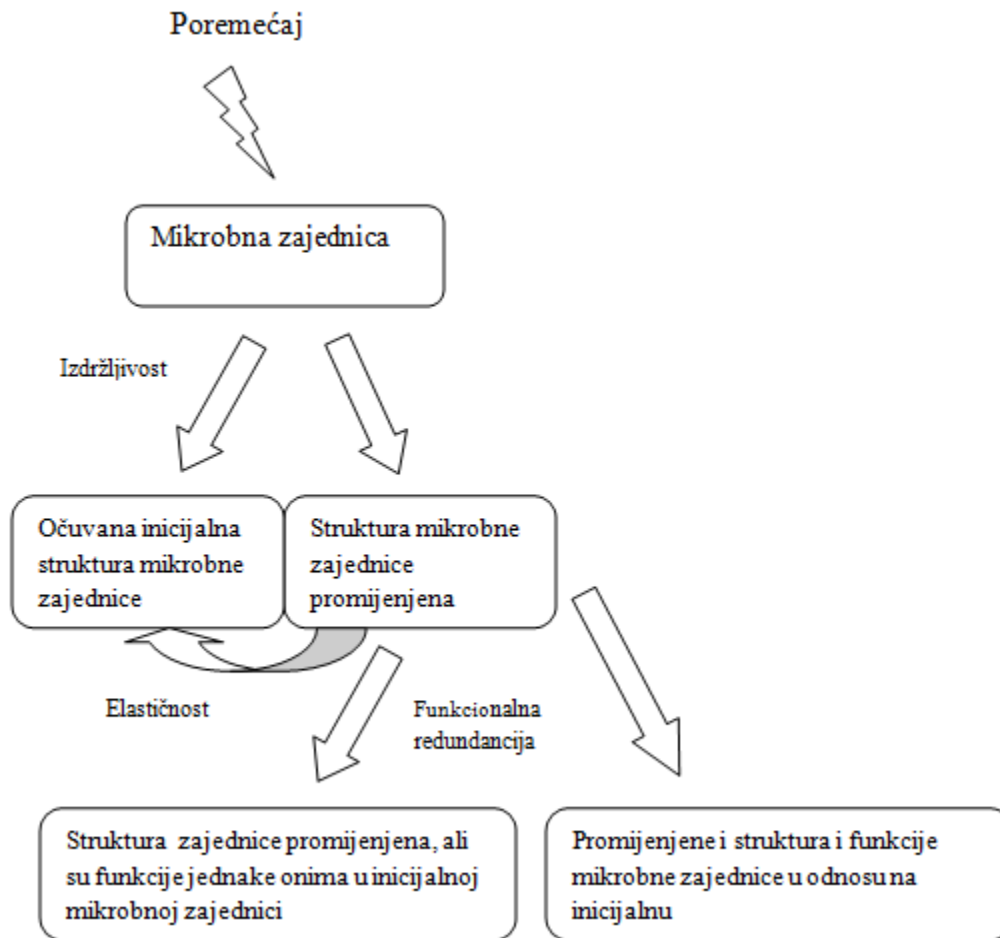 Poremećaj
Mikrobna zajednica
Izdržljivost
Očuvana inicijalna
struktura mikrobne
zajednice
Struktura mikrobne
zajednice
promijenjena
Elastičnost
Funkcionalna
redundancija
Struktura zajednice promijenjena, ali
su funkcije jednake onima u inicijalnoj
mikrobnoj zajednici
Promijenjene i struktura i funkcije
mikrobne zajednice u odnosu na
inicijalnu